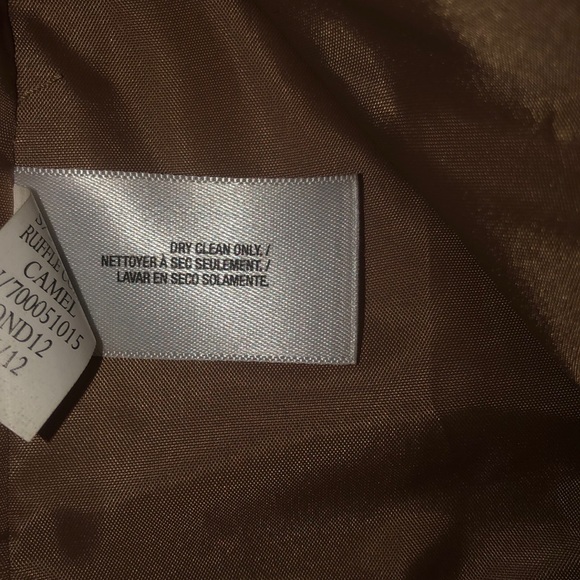 DRY CLEAN ONLY. /
NETTOYER À SEC SEULEMENT. /
LAVAR EN SECO SOLAMENTE.
RUFFLE
CAMEL
/700051015
OND12
/12